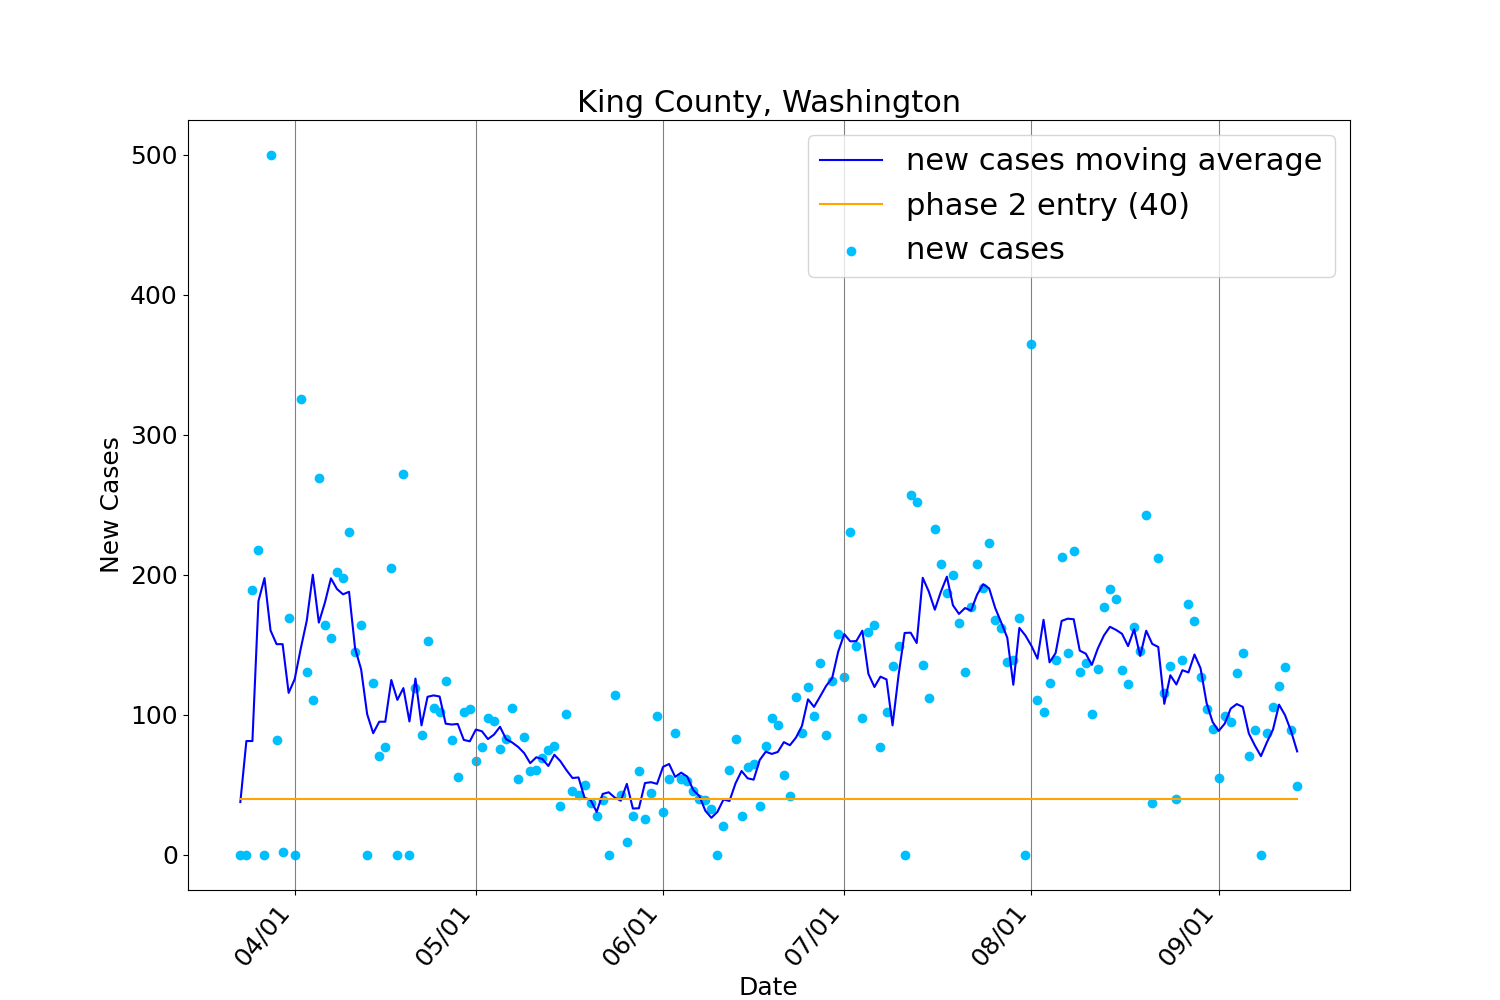 King County, Washington
new cases moving average
phase 2 entry (40)
new cases
500
400
300
200
100
0
New Cases
04/01
05/01
06/01
07/01
08/01
09/01
Date